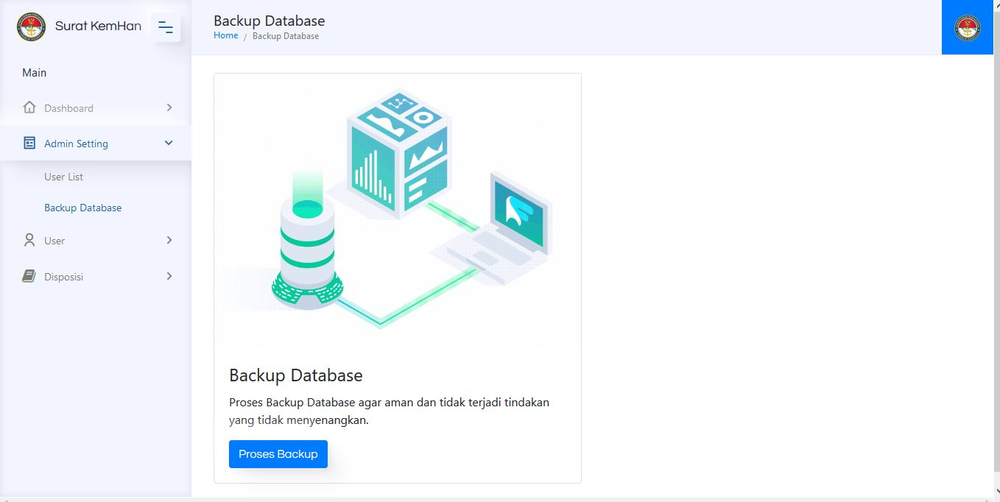 Surat KemHan
Main
Dashboard
Admin Setting
User List
Backup Database
User
Disposisi
Backup Database
Home / Backup Database
Backup Database
Proses Backup Database agar aman dan tidak terjadi tindakan
yang tidak menyenangkan.
Proses Backup